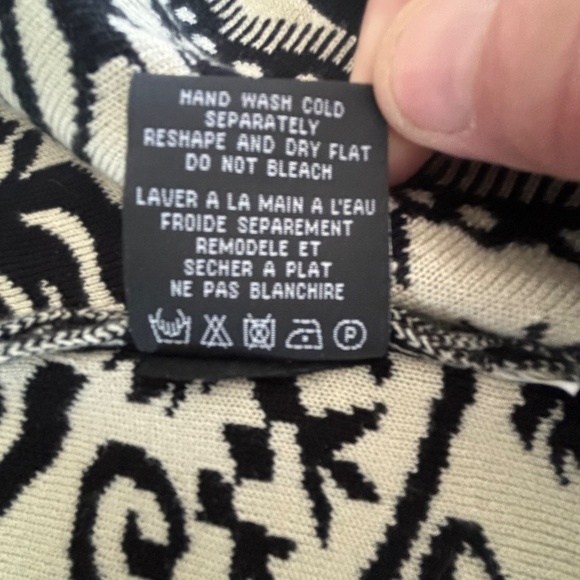 HAND WASH COLD
SEPARATELY
RESHAPE AND DRY FLAT
DO NOT BLEACH
LAVER A LA MAIN A L'EAU
FROIDE SEPAREMENT
REMODELE ET
SECHER A PLAT
NE PAS BLANCHIRE
P